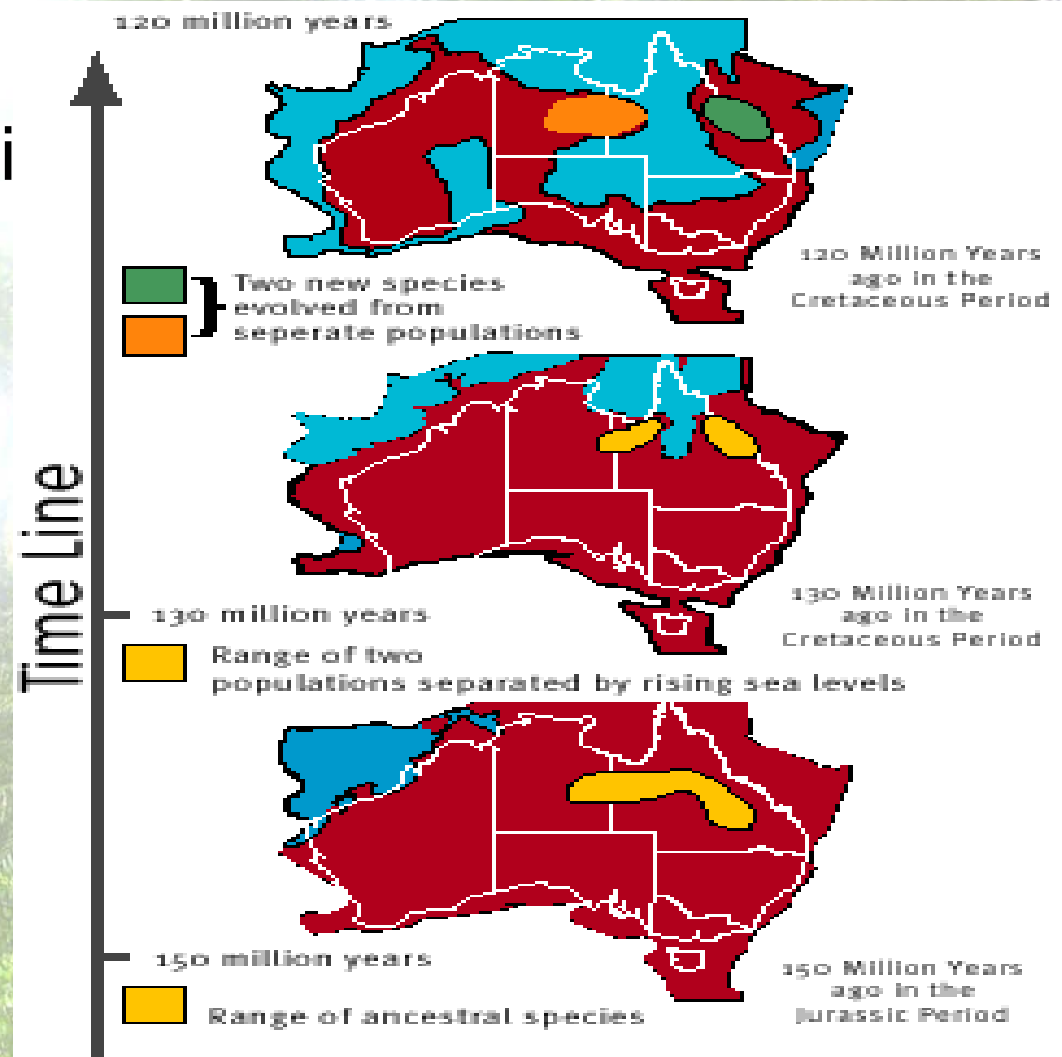 120 million years
i
120 Million Years
ago in the
Cretaceous Period
Two new species
evolved from
seperate populations
Time Line
130 million years
130 Million Years
ago in the
Cretaceous Period
Range of two
populations separated by rising sea levels
150 million years
150 Million Years
ago in the
Jurassic Period
Range of ancestral species